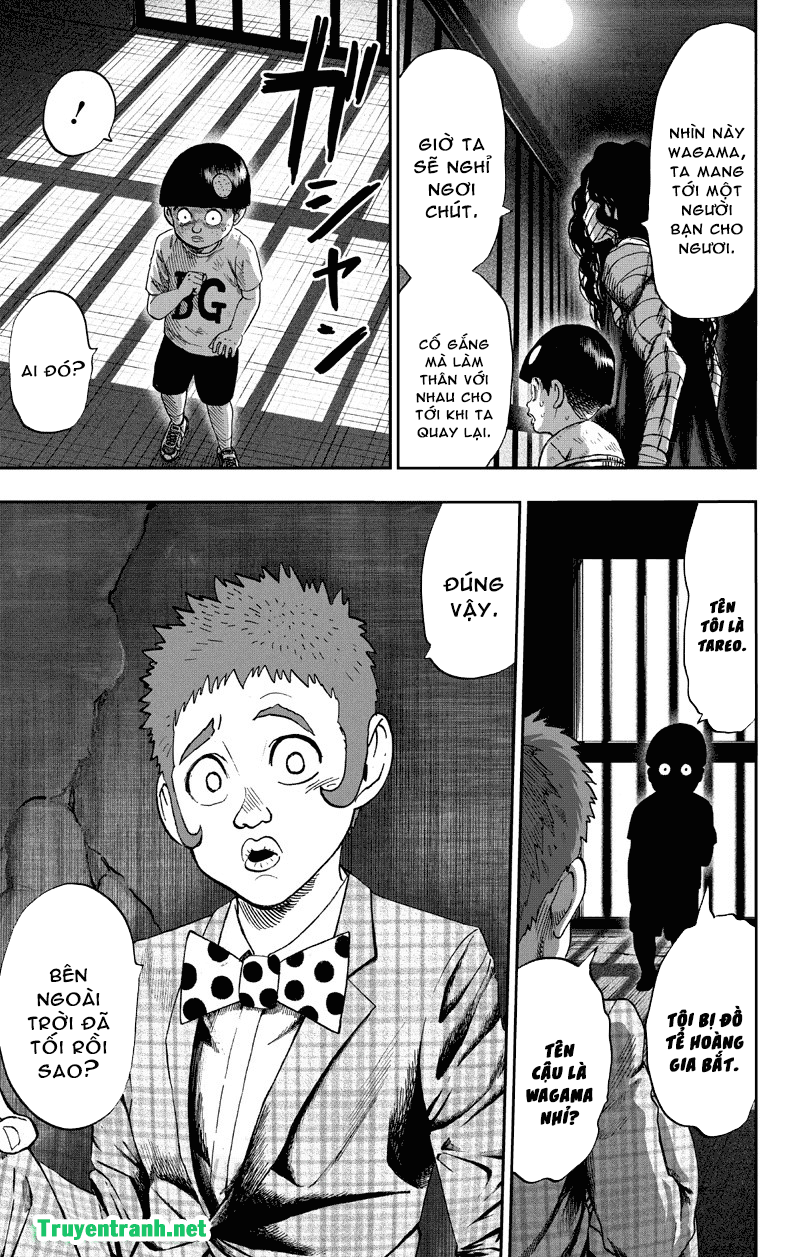 NHÌN NÀY
WAGAMA,
TA MANG
TỚI MỘT
NGƯỜI
BẠN CHO
NGƯƠI.
GIỜ TA
SẼ NGHỈ
NGƠI
CHÚT.
CỐ GẮNG
MÀ LÀM
THÂN VỚI
NHAU CHO
TỚI KHI TA
QUAY LẠI.
ガシャン
!
BG
AI ĐÓ?
TÊN
TÔI LÀ
TAREO.
TÔI BỊ ĐỒ
TỂ HOÀNG
GIA BẮT.
TÊN
CẬU LÀ
WAGAMA
NHỈ?
ĐÚNG
VẬY.
BÊN
NGOÀI
TRỜI ĐÃ
TỐI RỒI
SAO?
Truyentranh.net